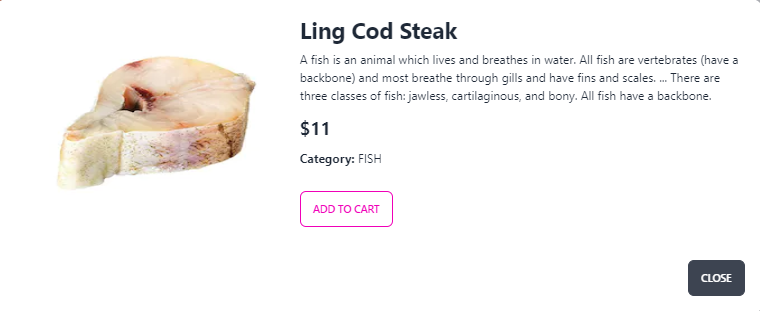 Ling Cod Steak
A fish is an animal which lives and breathes in water. All fish are vertebrates (have a
backbone) and most breathe through gills and have fins and scales. ... There are
three classes of fish: jawless, cartilaginous, and bony. All fish have a backbone.
$11
Category: FISH
ADD TO CART
CLOSE